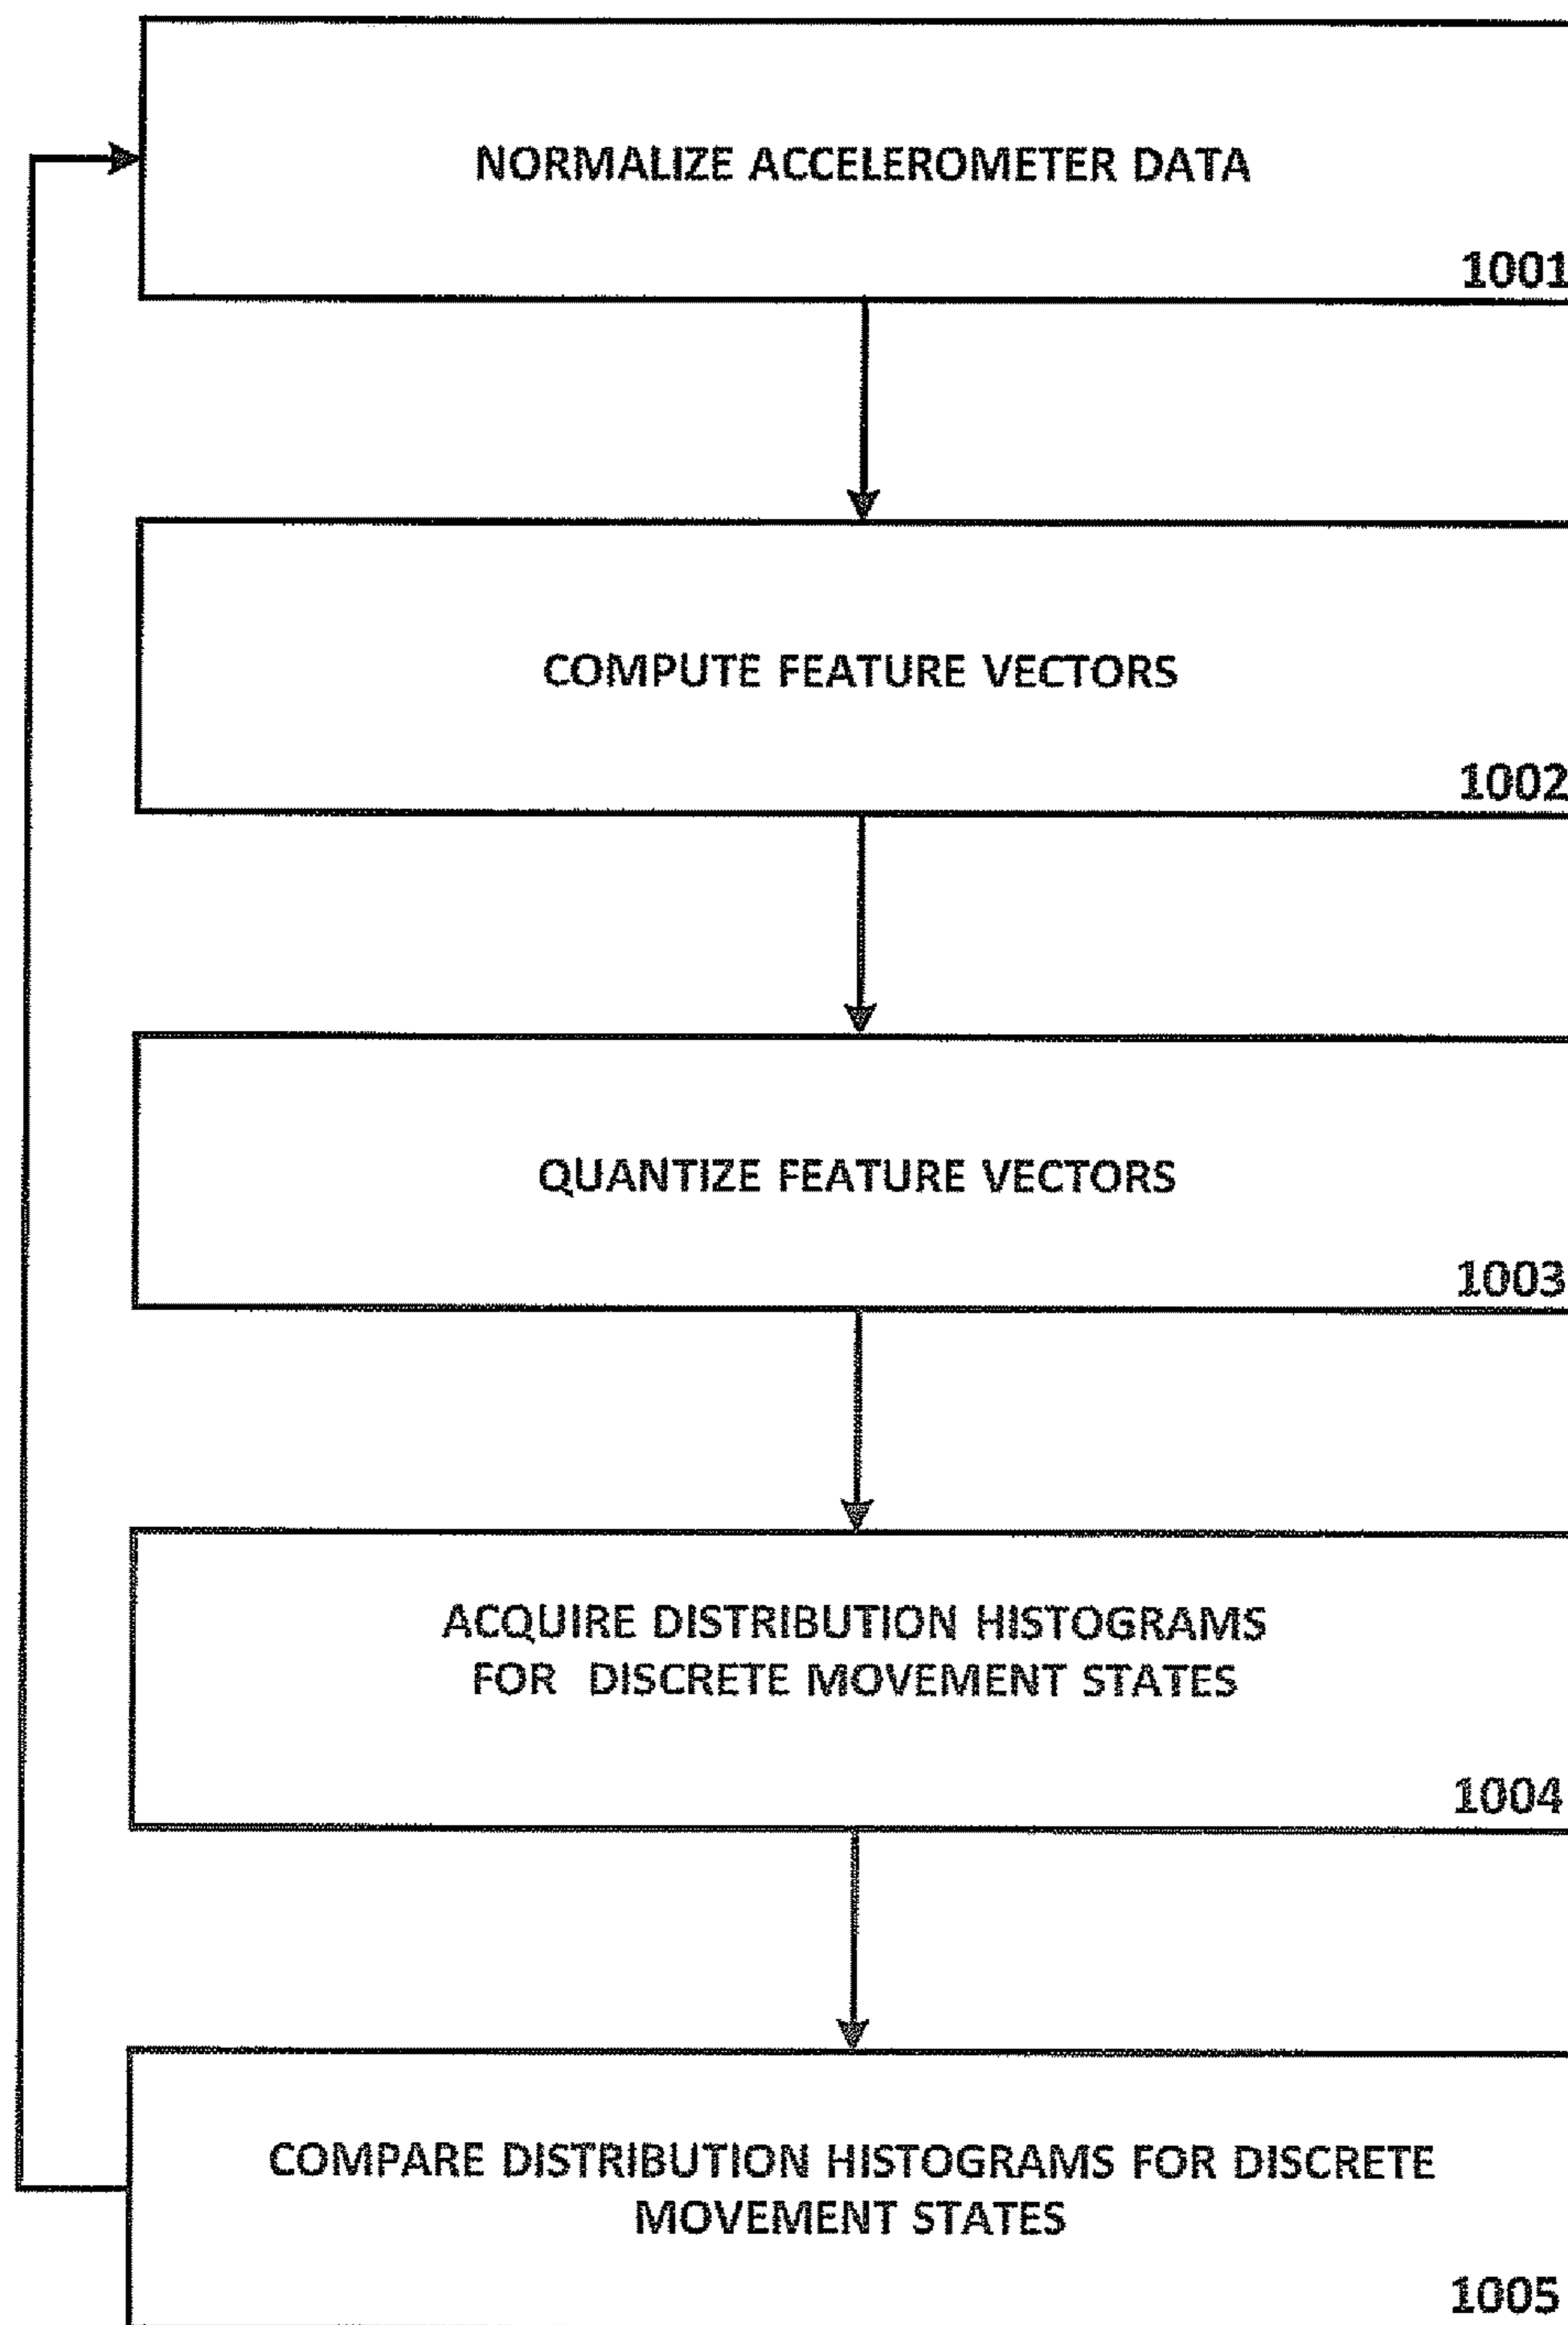 NORMALIZE ACCELEROMETER DATA
1001
COMPUTE FEATURE VECTORS
1002
QUANTIZE FEATURE VECTORS
1003
ACQUIRE DISTRIBUTION HISTOGRAMS
FOR DISCRETE MOVEMENT STATES
1004
COMPARE DISTRIBUTION HISTOGRAMS FOR DISCRETE
MOVEMENT STATES
1005